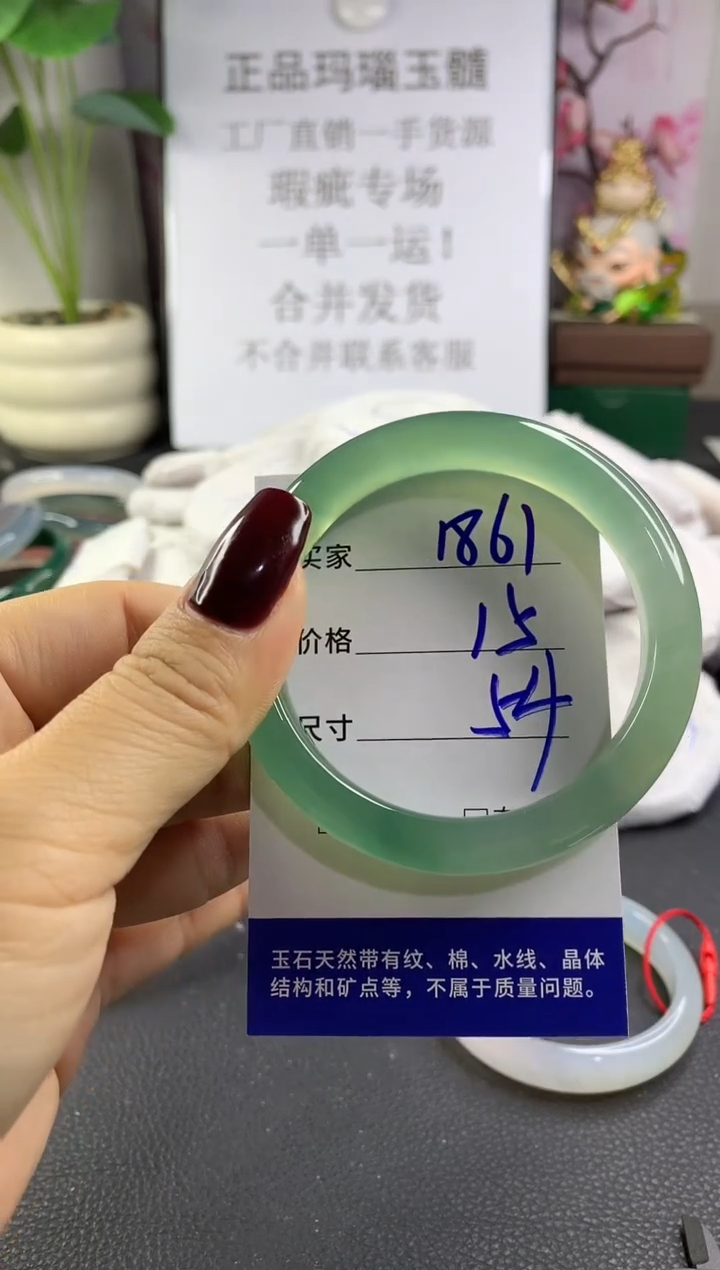 正品玛瑙玉髓
工厂直销一手货源
瑕疵专场
一单一运！
合并发货
不合并联系客服
买家 1861
价格 15
尺寸 54
玉石天然带有纹、棉、水线、晶体
结构和矿点等，不属于质量问题。